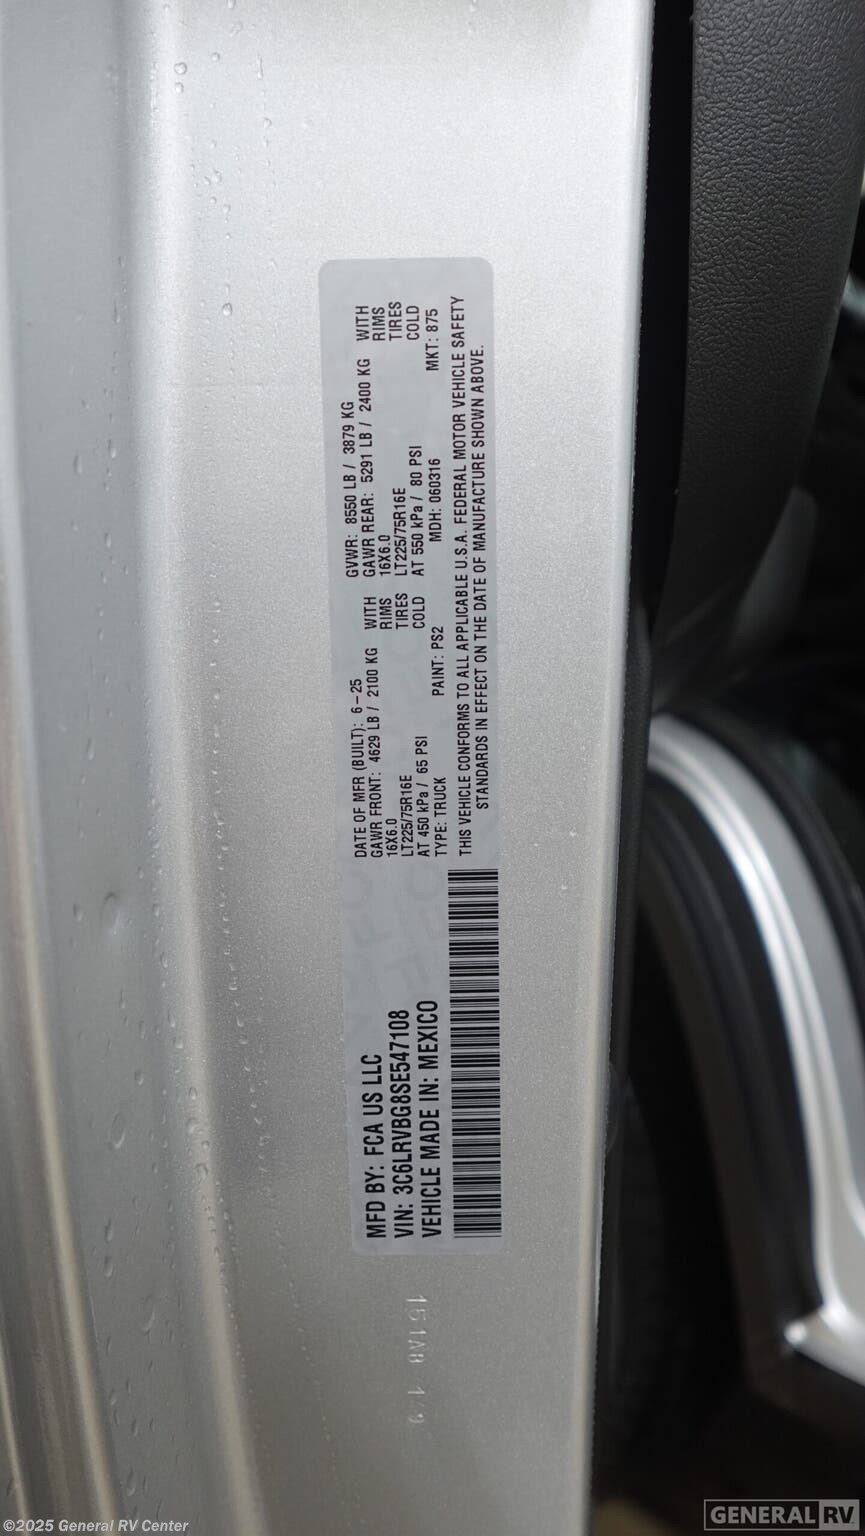 MFD BY: FCA US LLC
VIN: 3C6LRVBG8SE547108
VEHICLE MADE IN: MEXICO
DATE OF MFR (BUILT): 6-25 GVWR: 8550 LB / 3879 KG
GAWR FRONT: 4629 LB / 2100 KG WITH GAWR REAR: 5291 LB / 2400 KG WITH
16X6.0 RIMS 16X6.0 RIMS
LT225/75R16E TIRES LT225/75R16E TIRES
AT 450 kPa / 65 PSI COLD AT 550 kPa / 80 PSI COLD
TYPE: TRUCK PAINT: PS2 MDH: 060316 MKT: 875
THIS VEHICLE CONFORMS TO ALL APPLICABLE U.S.A. FEDERAL MOTOR VEHICLE SAFETY
STANDARDS IN EFFECT ON THE DATE OF MANUFACTURE SHOWN ABOVE.
©2025 General RV Center
GENERAL RV